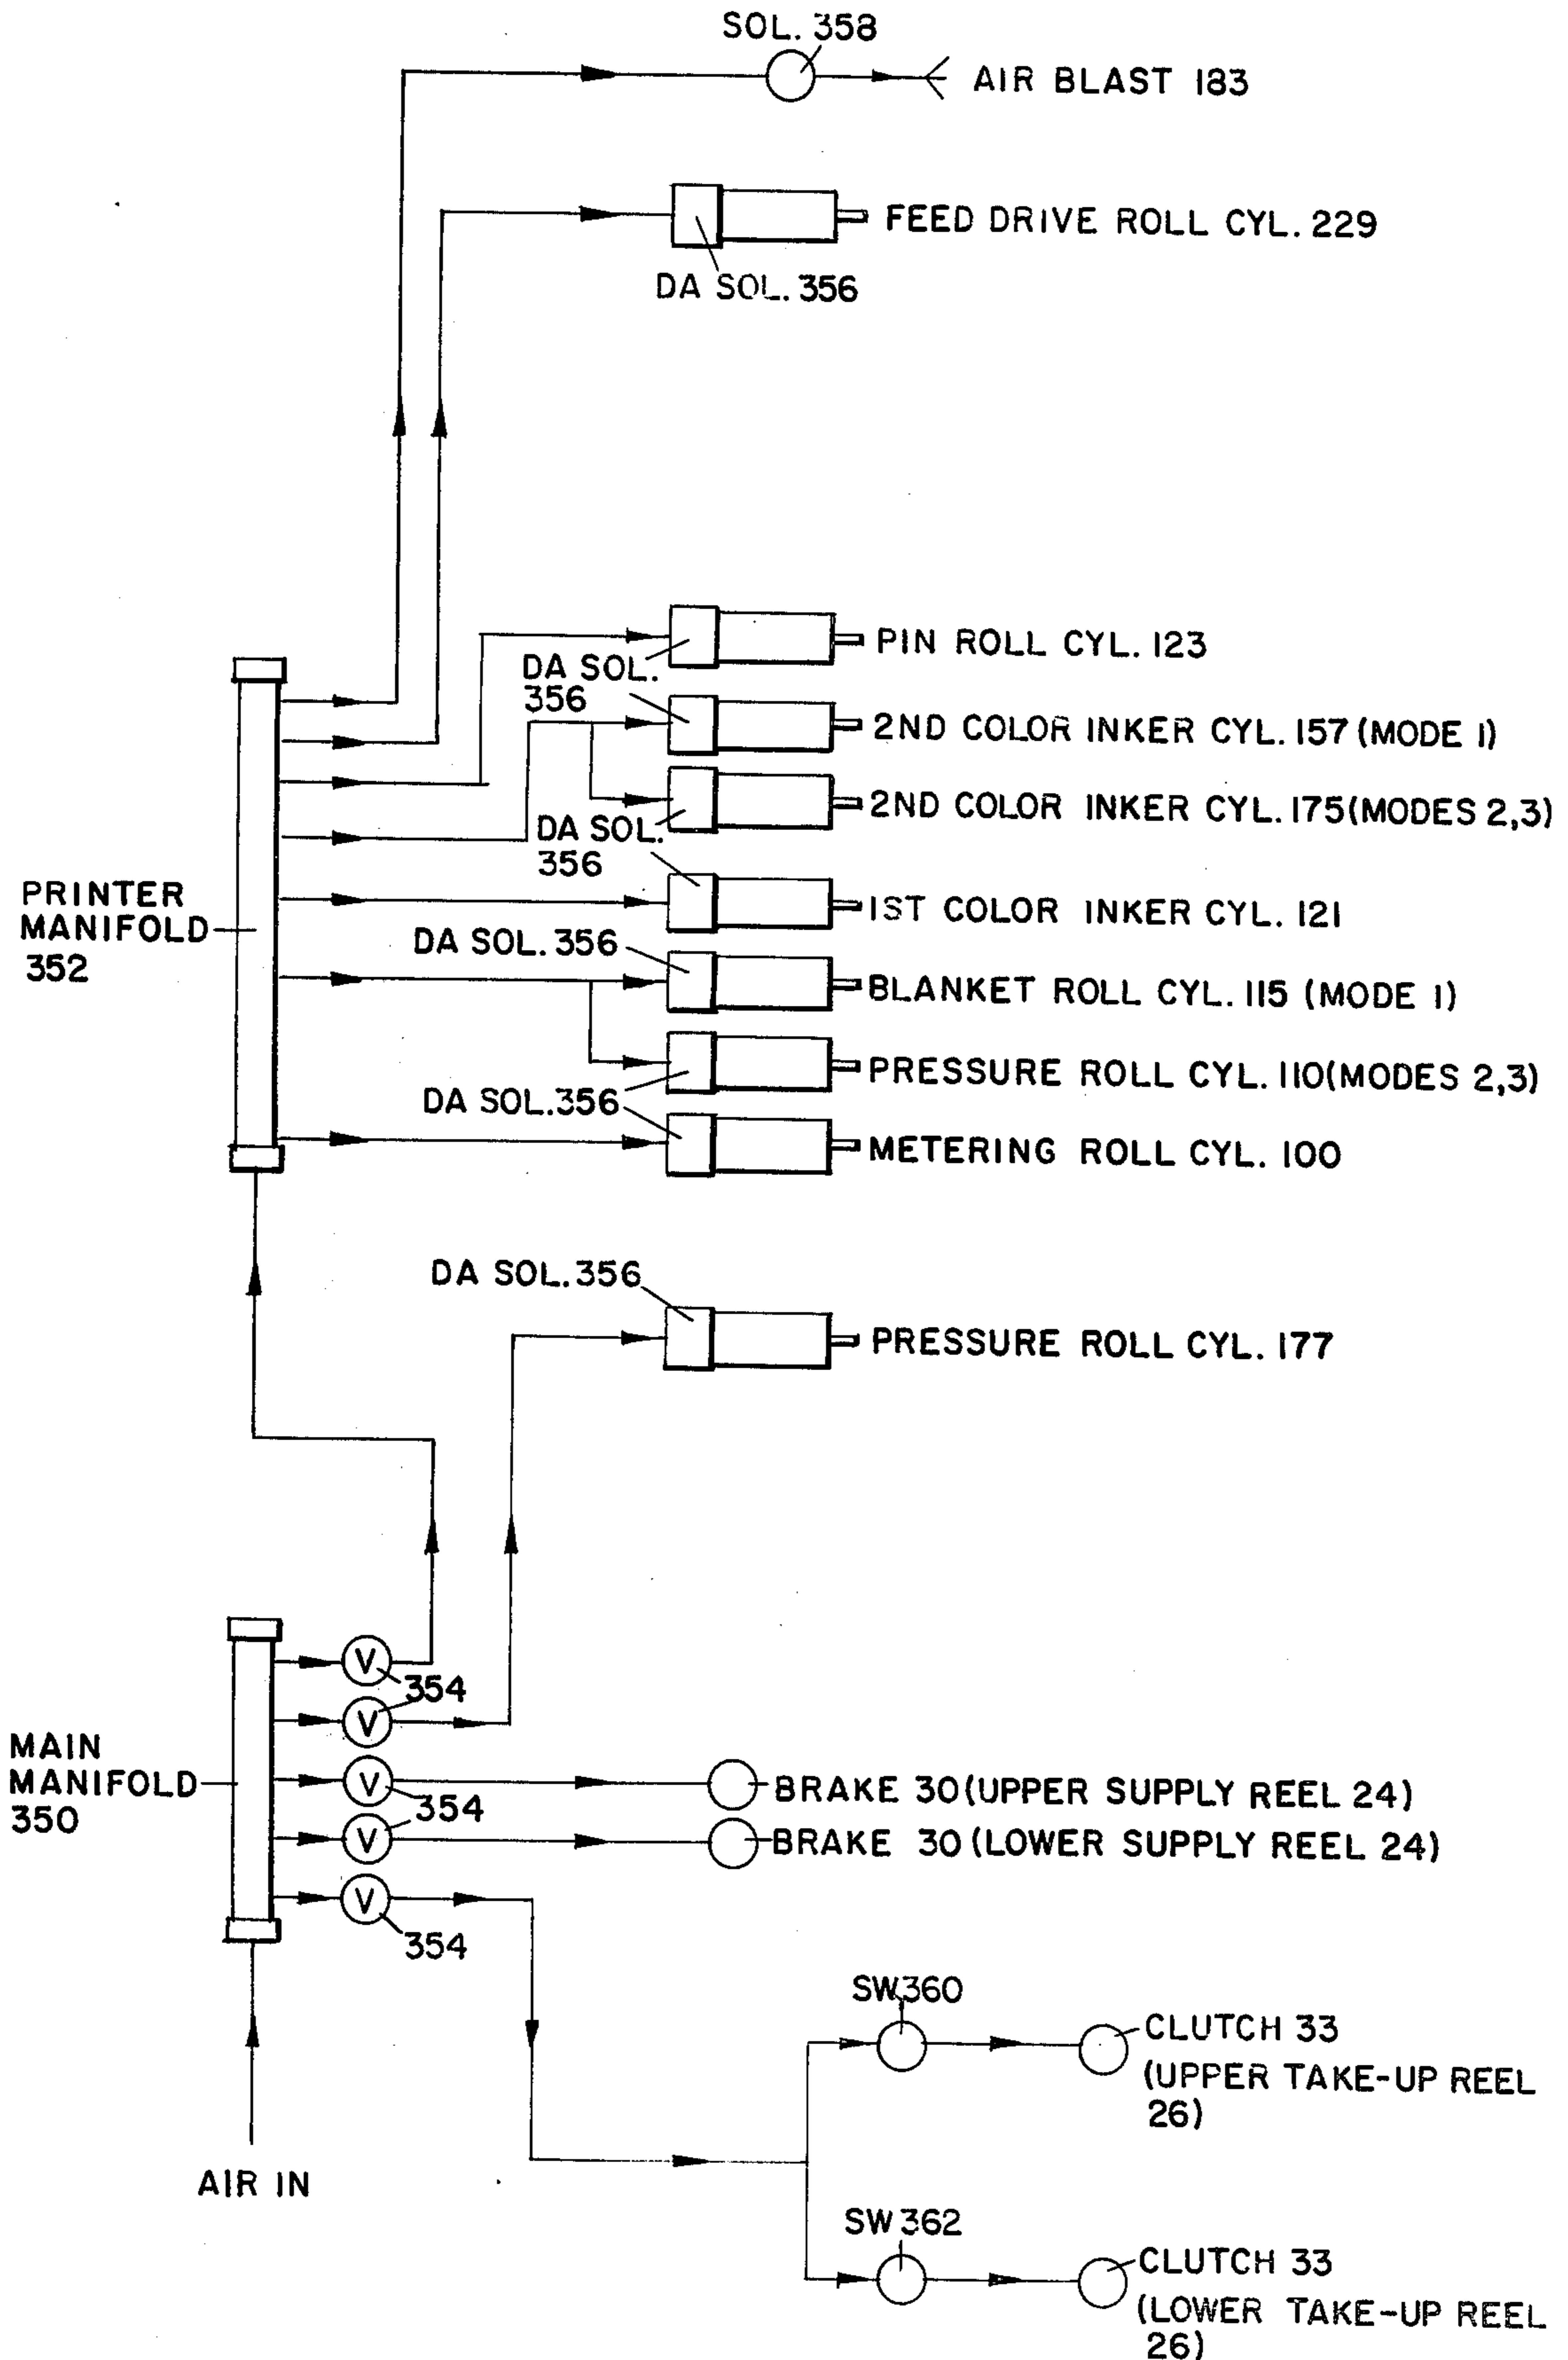 SOL. 358
AIR BLAST 183
FEED DRIVE ROLL CYL. 229
DA SOL. 356
PIN ROLL CYL. 123
DA SOL.
356
2ND COLOR INKER CYL. 157 (MODE 1)
2ND COLOR INKER CYL. 175 (MODES 2,3)
DA SOL.
356
PRINTER
MANIFOLD
352
1ST COLOR INKER CYL. 121
DA SOL. 356
BLANKET ROLL CYL. 115 (MODE 1)
PRESSURE ROLL CYL. 110 (MODES 2,3)
DA SOL. 356
METERING ROLL CYL. 100
DA SOL. 356
PRESSURE ROLL CYL. 177
V
354
V
MAIN
MANIFOLD
350
V
BRAKE 30 (UPPER SUPPLY REEL 24)
354
V
BRAKE 30 (LOWER SUPPLY REEL 24)
V
354
SW360
CLUTCH 33
(UPPER TAKE-UP REEL
26)
AIR IN
SW 362
CLUTCH 33
(LOWER TAKE-UP REEL
26)